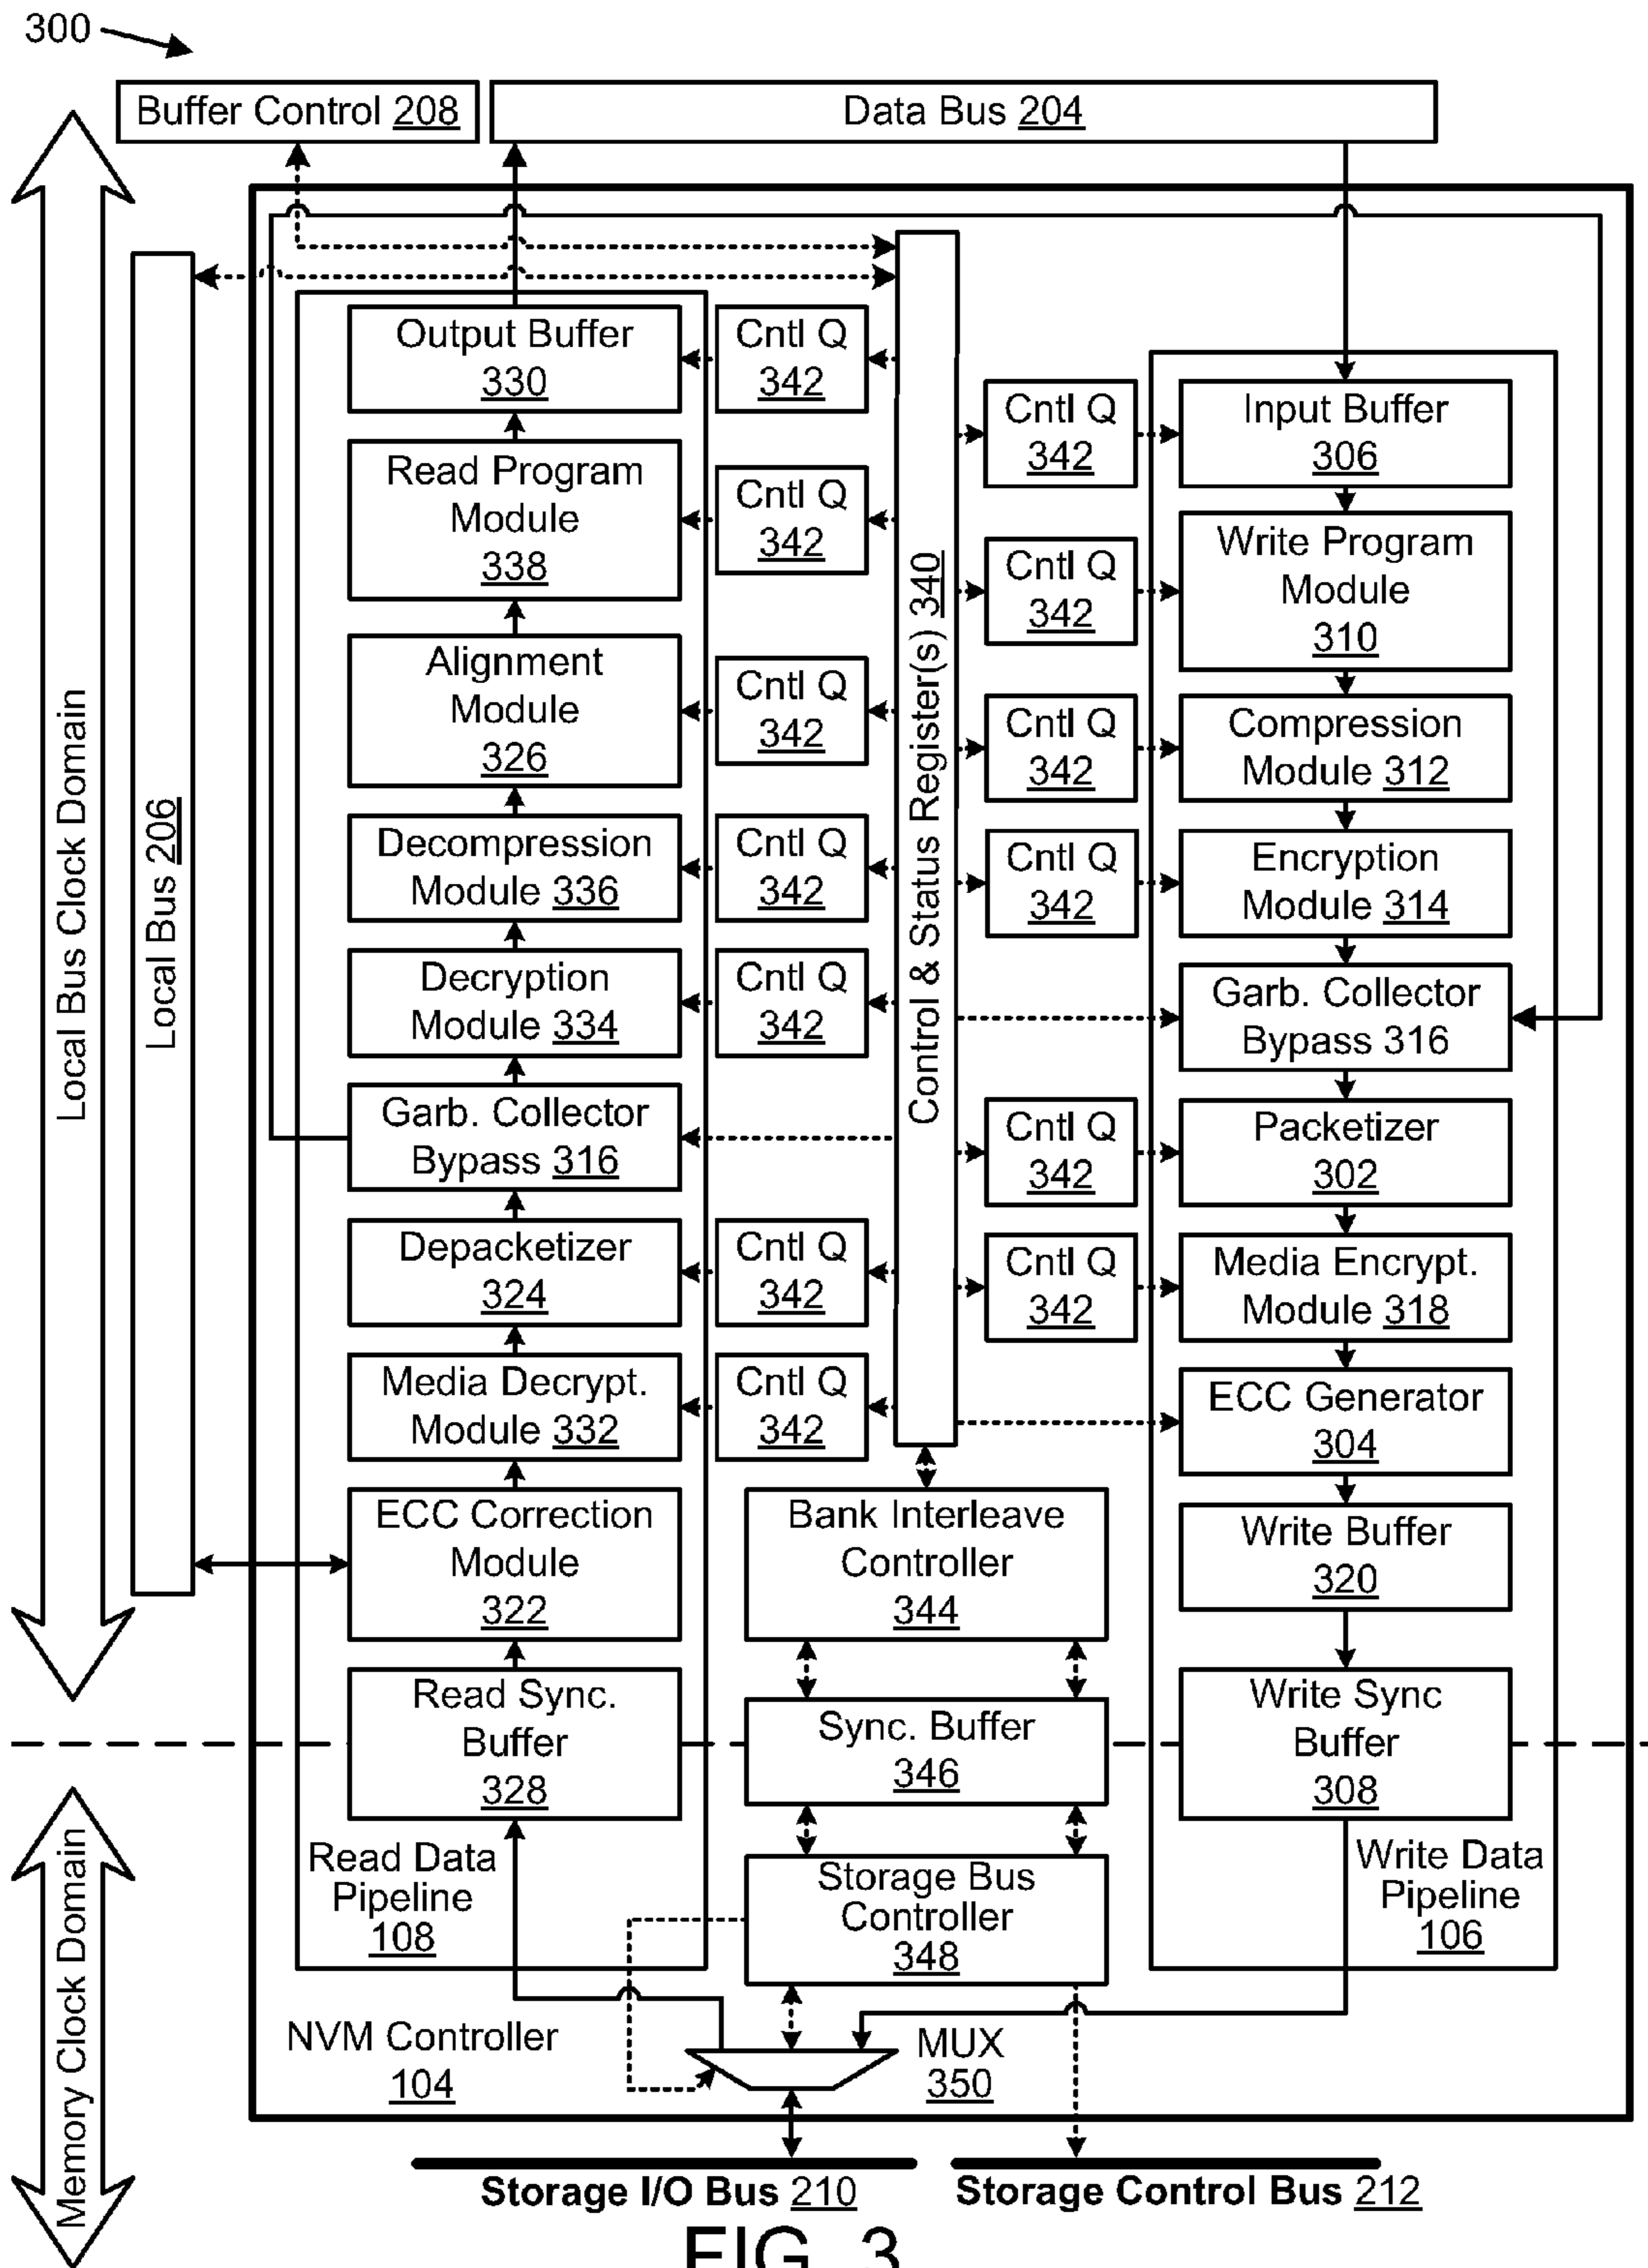 300
Buffer Control 208
Data Bus 204
Local Bus Clock Domain
Local Bus 206
Output Buffer
330
Cntl Q
342
Read Program
Module
338
Cntl Q
342
Alignment
Module
326
Cntl Q
342
Decompression
Module 336
Cntl Q
342
Decryption
Module 334
Cntl Q
342
Garb. Collector
Bypass 316
Depacketizer
324
Cntl Q
342
Media Decrypt.
Module 332
Cntl Q
342
ECC Correction
Module
322
Read Sync.
Buffer
328
Read Data
Pipeline
108
Control & Status Register(s) 340
Bank Interleave
Controller
344
Sync. Buffer
346
Storage Bus
Controller
348
Cntl Q
342
Input Buffer
306
Cntl Q
342
Write Program
Module
310
Cntl Q
342
Compression
Module 312
Cntl Q
342
Encryption
Module 314
Garb. Collector
Bypass 316
Cntl Q
342
Packetizer
302
Cntl Q
342
Media Encrypt.
Module 318
ECC Generator
304
Write Buffer
320
Write Sync
Buffer
308
Write Data
Pipeline
106
Memory Clock Domain
NVM Controller
104
MUX
350
Storage I/O Bus 210
Storage Control Bus 212
FIG. 3